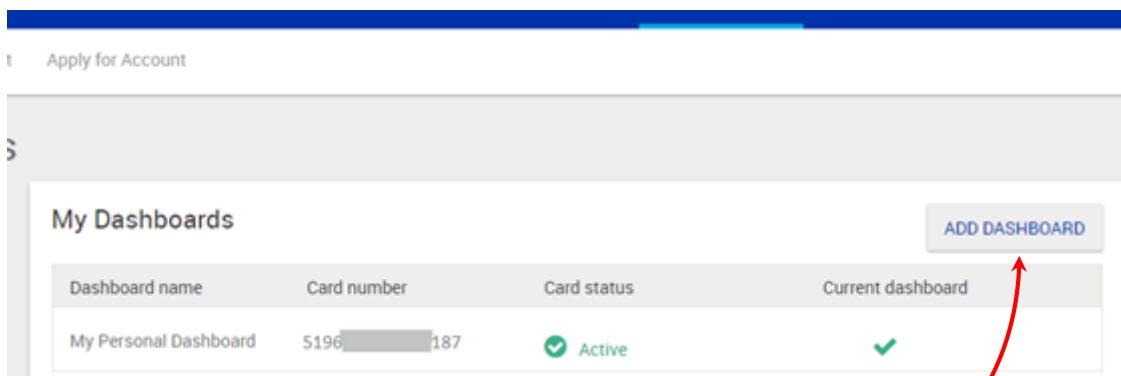 Apply for Account
My Dashboards
ADD DASHBOARD
Dashboard name Card number Card status Current dashboard
My Personal Dashboard 5196 187 Active